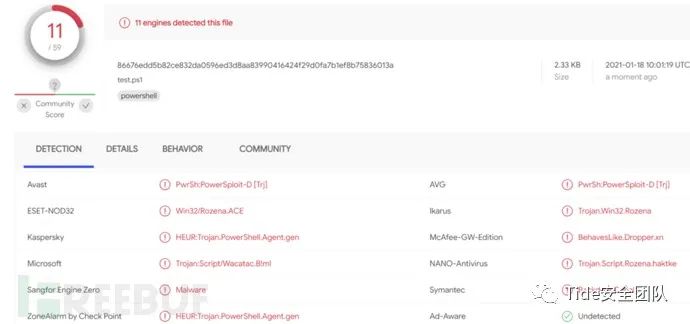 11
/ 59
11 engines detected this file
?
Community
Score
86676edd5b82ce832da0596ed3d8aa83990416424f29d0fa7b1ef8b75836013a
test.ps1
powershell
2.33 KB
Size
2021-01-18 10:01:19 UTC
a moment ago
DETECTION DETAILS BEHAVIOR COMMUNITY
Avast PwrSh:PowerSploit-D [Trj] AVG PwrSh:PowerSploit-D [Trj]
ESET-NOD32 Win32/Rozena.ACE Ikarus Trojan.Win32.Rozena
Kaspersky HEUR:Trojan.PowerShell.Agent.gen McAfee-GW-Edition BehavesLike.Dropper.xn
Microsoft Trojan:Script/Wacatac.B!ml NANO-Antivirus Trojan.Script.Rozena.haktke
Sangfor Engine Zero Malware Symantec
ZoneAlarm by Check Point HEUR:Trojan.PowerShell.Agent.gen Ad-Aware Undetected
FREEBUF
Tide安全团队